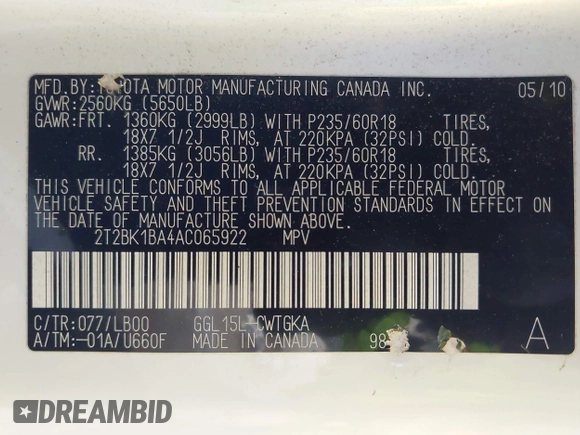 MFD.BY:TOYOTA MOTOR MANUFACTURING CANADA INC. 05/10
GVWR:2560KG (5650LB)
GAWR:FRT. 1360KG (2999LB) WITH P235/60R18 TIRES,
18X7 1/2J RIMS, AT 220KPA (32PSI) COLD.
RR. 1385KG (3056LB) WITH P235/60R18 TIRES,
18X7 1/2J RIMS, AT 220KPA (32PSI) COLD.
THIS VEHICLE CONFORMS TO ALL APPLICABLE FEDERAL MOTOR
VEHICLE SAFETY AND THEFT PREVENTION STANDARDS IN EFFECT ON
THE DATE OF MANUFACTURE SHOWN ABOVE.
2T2BK1BA4AC065922 MPV
C/TR:077/LB00 GGL15L-CWTGKA
A/TM:-01A/U660F MADE IN CANADA 98 A
DREAMBID